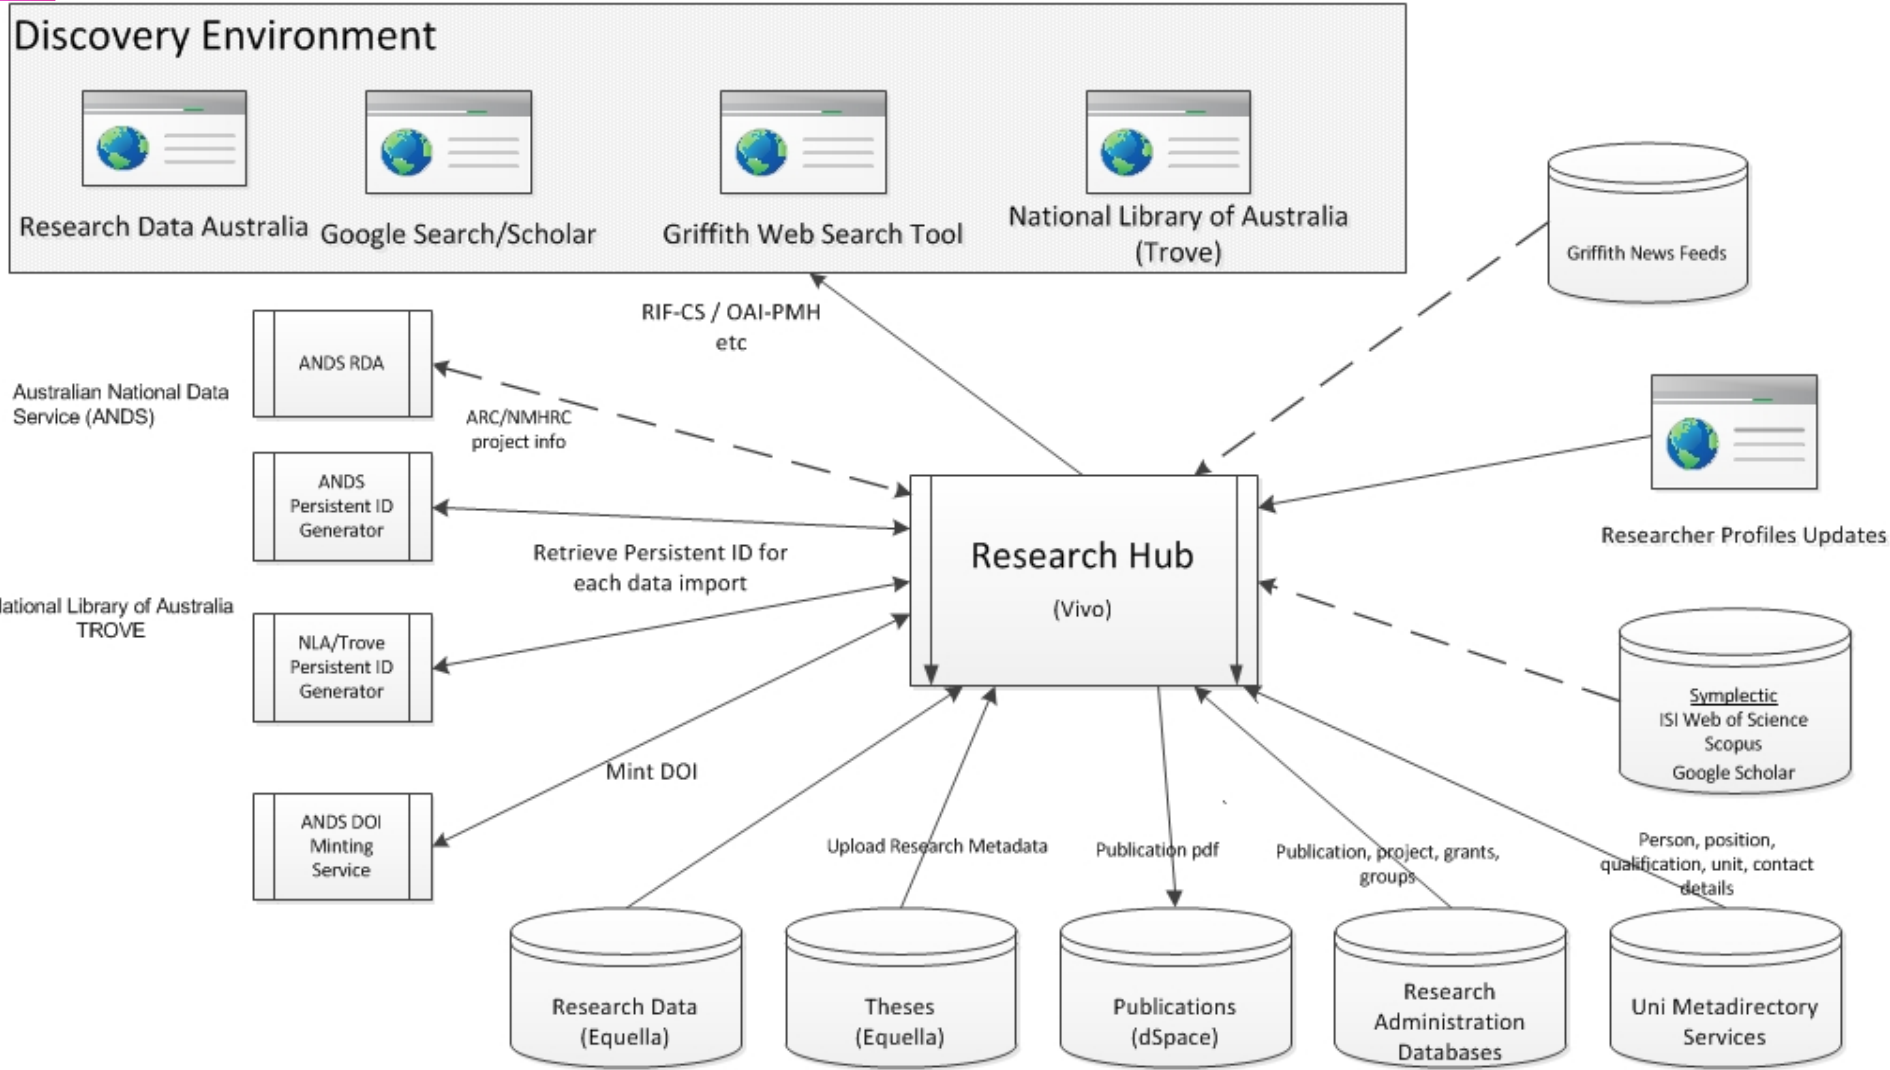 Discovery Environment
Research Data Australia
Google Search/Scholar
Griffith Web Search Tool
National Library of Australia
(Trove)
Griffith News Feeds
RIF-CS / OAI-PMH
etc
ANDS RDA
Australian National Data
Service (ANDS)
ARC/NMHRC
project info
ANDS
Persistent ID
Generator
Retrieve Persistent ID for
each data import
Research Hub
(Vivo)
Researcher Profiles Updates
ational Library of Australia
TROVE
NLA/Trove
Persistent ID
Generator
Symplectic
ISI Web of Science
Scopus
Google Scholar
Mint DOI
ANDS DOI
Minting
Service
Upload Research Metadata
Publication pdf
Publication, project, grants,
groups
Person, position,
qualification, unit, contact
details
Research Data
(Equella)
Theses
(Equella)
Publications
(dSpace)
Research
Administration
Databases
Uni Metadirectory
Services